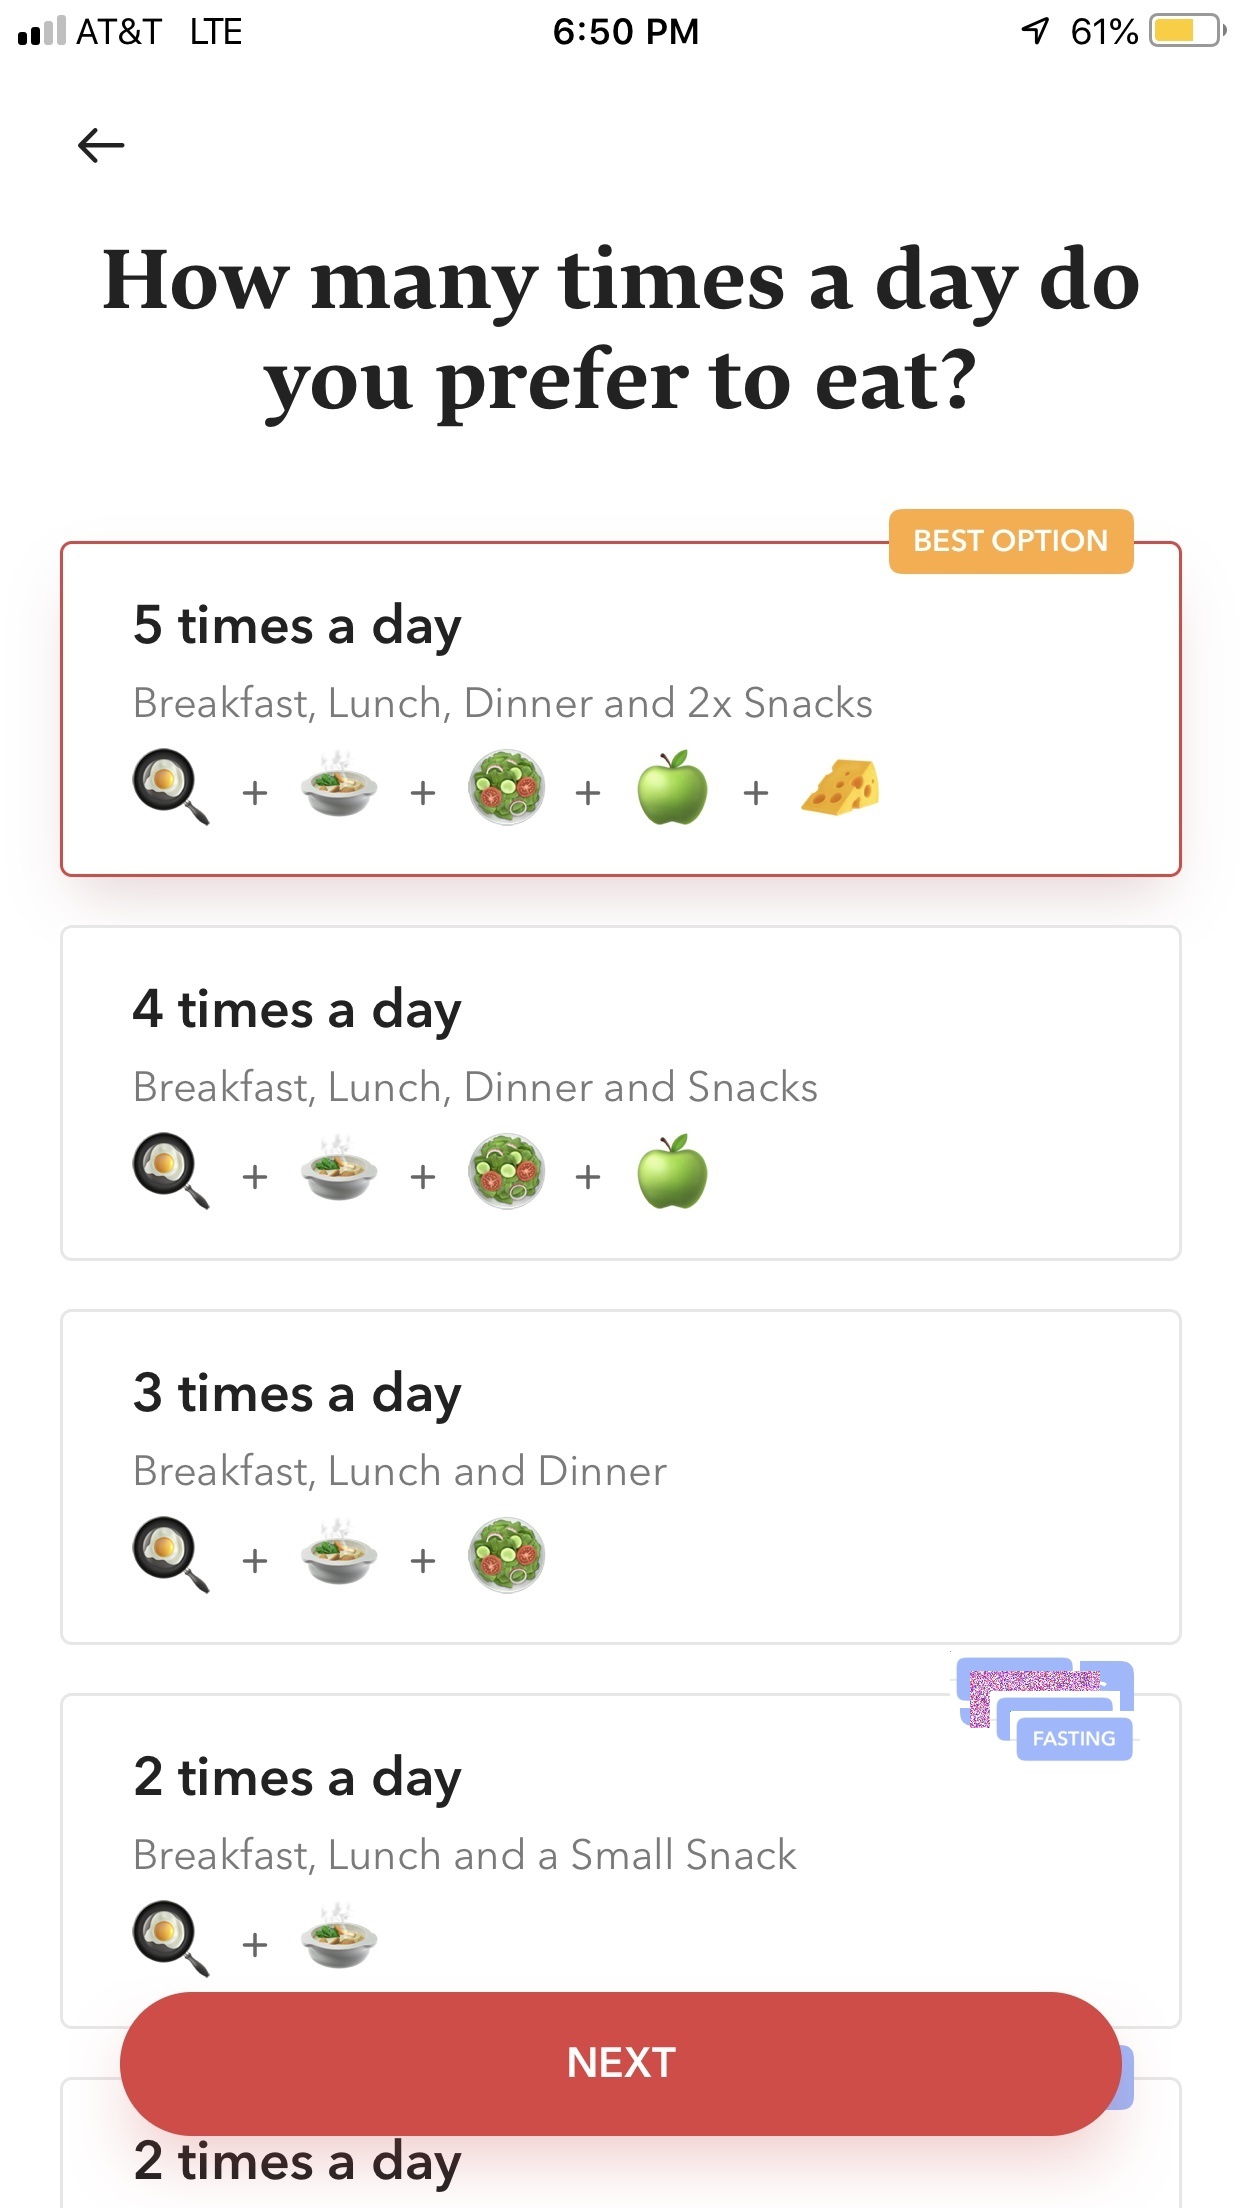 AT&T LTE 6:50 PM 61%
How many times a day do
you prefer to eat?
BEST OPTION
5 times a day
Breakfast, Lunch, Dinner and 2x Snacks
+ + + +
4 times a day
Breakfast, Lunch, Dinner and Snacks
+ + +
3 times a day
Breakfast, Lunch and Dinner
+ +
FASTING
2 times a day
Breakfast, Lunch and a Small Snack
+
NEXT
2 times a day